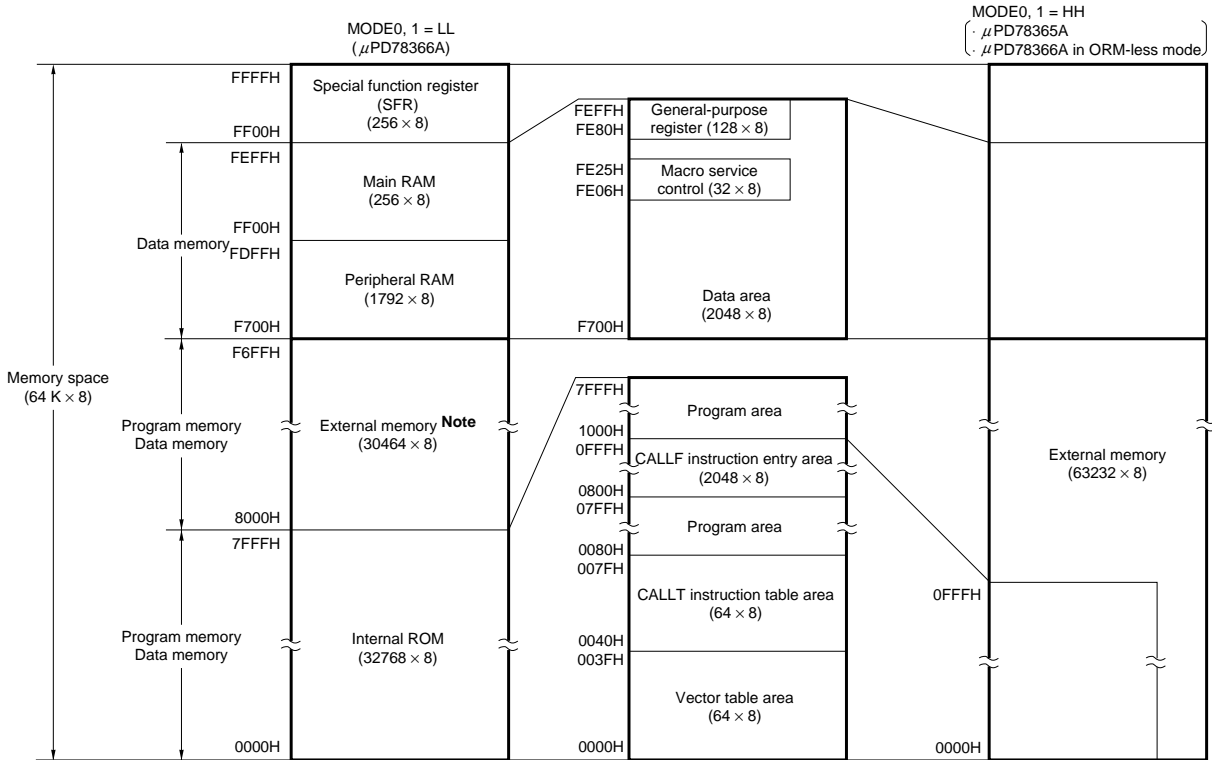 MODE0, 1 = LL
(μPD78366A)
MODE0, 1 = HH
· μPD78365A
· μPD78366A in ORM-less mode
FFFFH
Special function register
(SFR)
(256 × 8)
FF00H
FEFFH
Main RAM
(256 × 8)
FF00H
Data memory
FDFFH
Peripheral RAM
(1792 × 8)
F700H
F6FFH
Memory space
(64 K × 8)
Program memory
Data memory
External memory Note
(30464 × 8)
8000H
7FFFH
Program memory
Data memory
Internal ROM
(32768 × 8)
0000H
FEFFH
General-purpose
register (128 × 8)
FE80H
FE25H
Macro service
control (32 × 8)
FE06H
Data area
(2048 × 8)
F700H
7FFFH
Program area
1000H
0FFFH
CALLF instruction entry area
(2048 × 8)
0800H
07FFH
Program area
0080H
007FH
CALLT instruction table area
(64 × 8)
0040H
003FH
Vector table area
(64 × 8)
0000H
External memory
(63232 × 8)
0FFFH
0000H